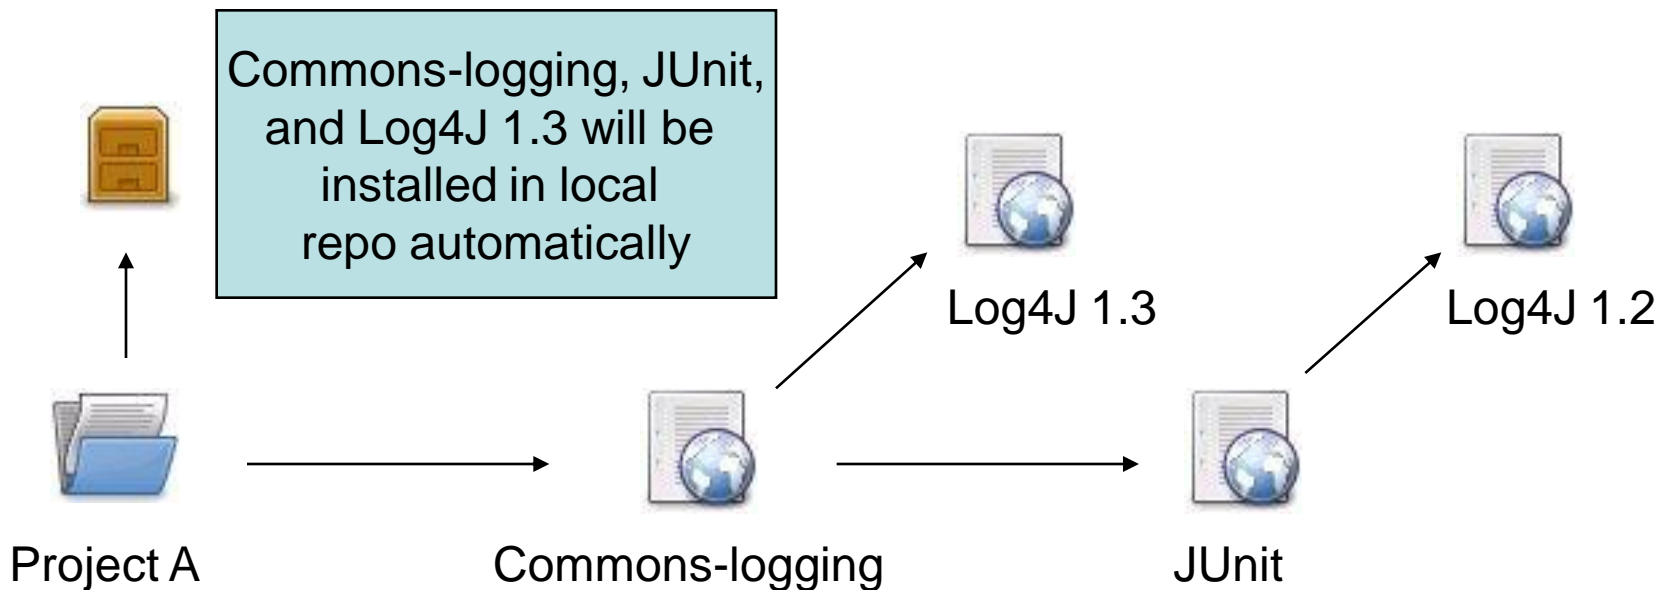 Commons-logging, JUnit,
and Log4J 1.3 will be
installed in local
repo automatically
Log4J 1.3
Log4J 1.2
Project A
Commons-logging
JUnit